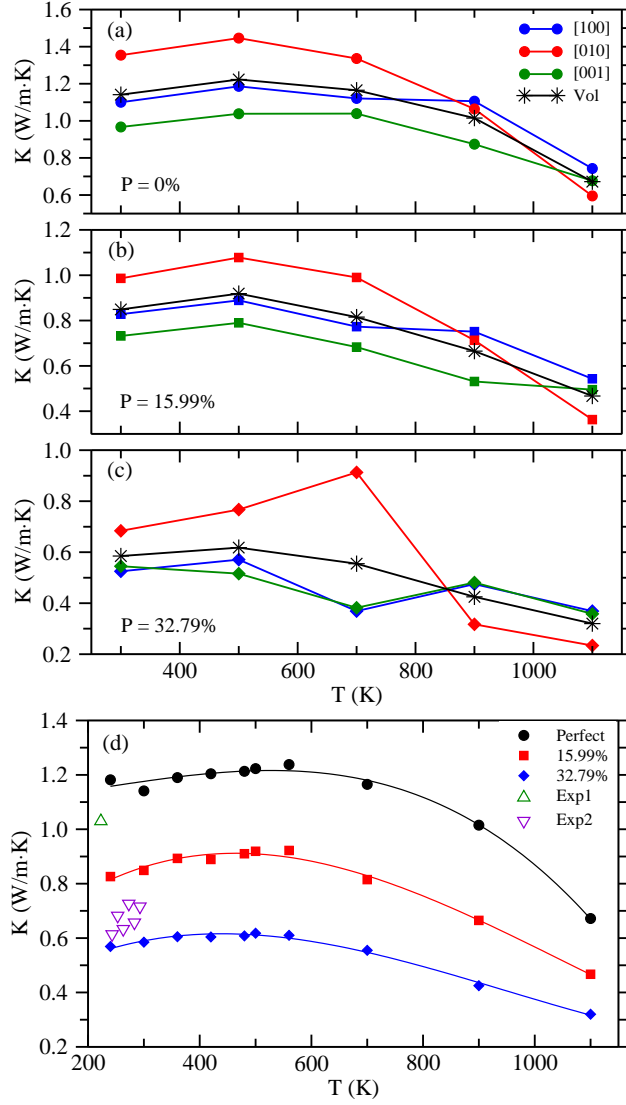 (a)
[100]
[010]
[001]
Vol
1.6
1.4
1.2
1.0
0.8
0.6
K (W/m·K)
P = 0%
(b)
1.2
1.0
0.8
0.6
0.4
K (W/m·K)
P = 15.99%
(c)
1.0
0.8
0.6
0.4
0.2
K (W/m·K)
P = 32.79%
400 600 800 1000
T (K)
(d)
Perfect
15.99%
32.79%
Exp1
Exp2
1.4
1.2
1.0
0.8
0.6
0.4
0.2
K (W/m·K)
200 400 600 800 1000
T (K)